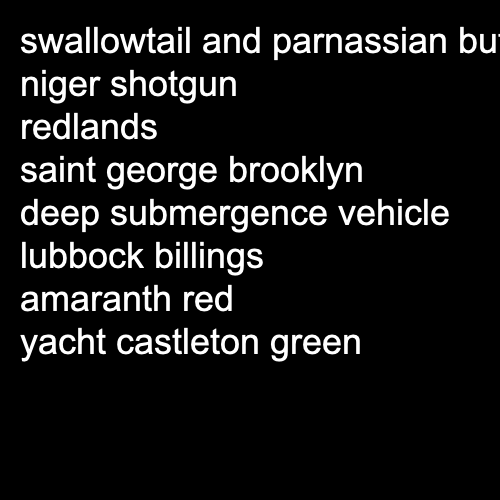 swallowtail and parnassian
niger shotgun
redlands
saint george brooklyn
deep submergence vehicle
lubbock billings
amaranth red
yacht castleton green